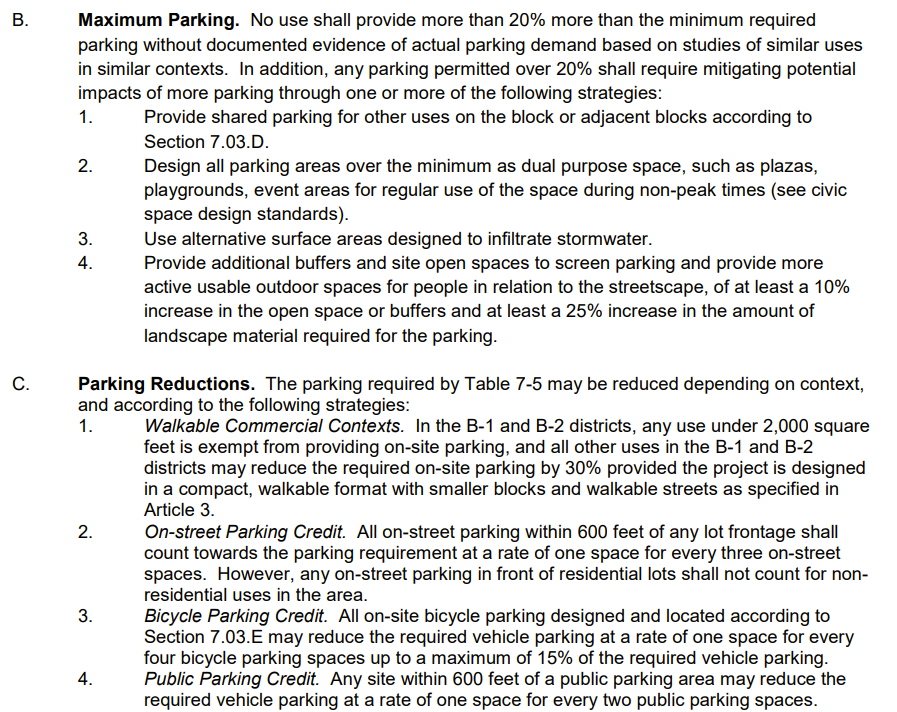 B. Maximum Parking. No use shall provide more than 20% more than the minimum required
parking without documented evidence of actual parking demand based on studies of similar uses
in similar contexts. In addition, any parking permitted over 20% shall require mitigating potential
impacts of more parking through one or more of the following strategies:
1. Provide shared parking for other uses on the block or adjacent blocks according to
Section 7.03.D.
2. Design all parking areas over the minimum as dual purpose space, such as plazas,
playgrounds, event areas for regular use of the space during non-peak times (see civic
space design standards).
3. Use alternative surface areas designed to infiltrate stormwater.
4. Provide additional buffers and site open spaces to screen parking and provide more
active usable outdoor spaces for people in relation to the streetscape, of at least a 10%
increase in the open space or buffers and at least a 25% increase in the amount of
landscape material required for the parking.
C. Parking Reductions. The parking required by Table 7-5 may be reduced depending on context,
and according to the following strategies:
1. Walkable Commercial Contexts. In the B-1 and B-2 districts, any use under 2,000 square
feet is exempt from providing on-site parking, and all other uses in the B-1 and B-2
districts may reduce the required on-site parking by 30% provided the project is designed
in a compact, walkable format with smaller blocks and walkable streets as specified in
Article 3.
2. On-street Parking Credit. All on-street parking within 600 feet of any lot frontage shall
count towards the parking requirement at a rate of one space for every three on-street
spaces. However, any on-street parking in front of residential lots shall not count for non-
residential uses in the area.
3. Bicycle Parking Credit. All on-site bicycle parking designed and located according to
Section 7.03.E may reduce the required vehicle parking at a rate of one space for every
four bicycle parking spaces up to a maximum of 15% of the required vehicle parking.
4. Public Parking Credit. Any site within 600 feet of a public parking area may reduce the
required vehicle parking at a rate of one space for every two public parking spaces.